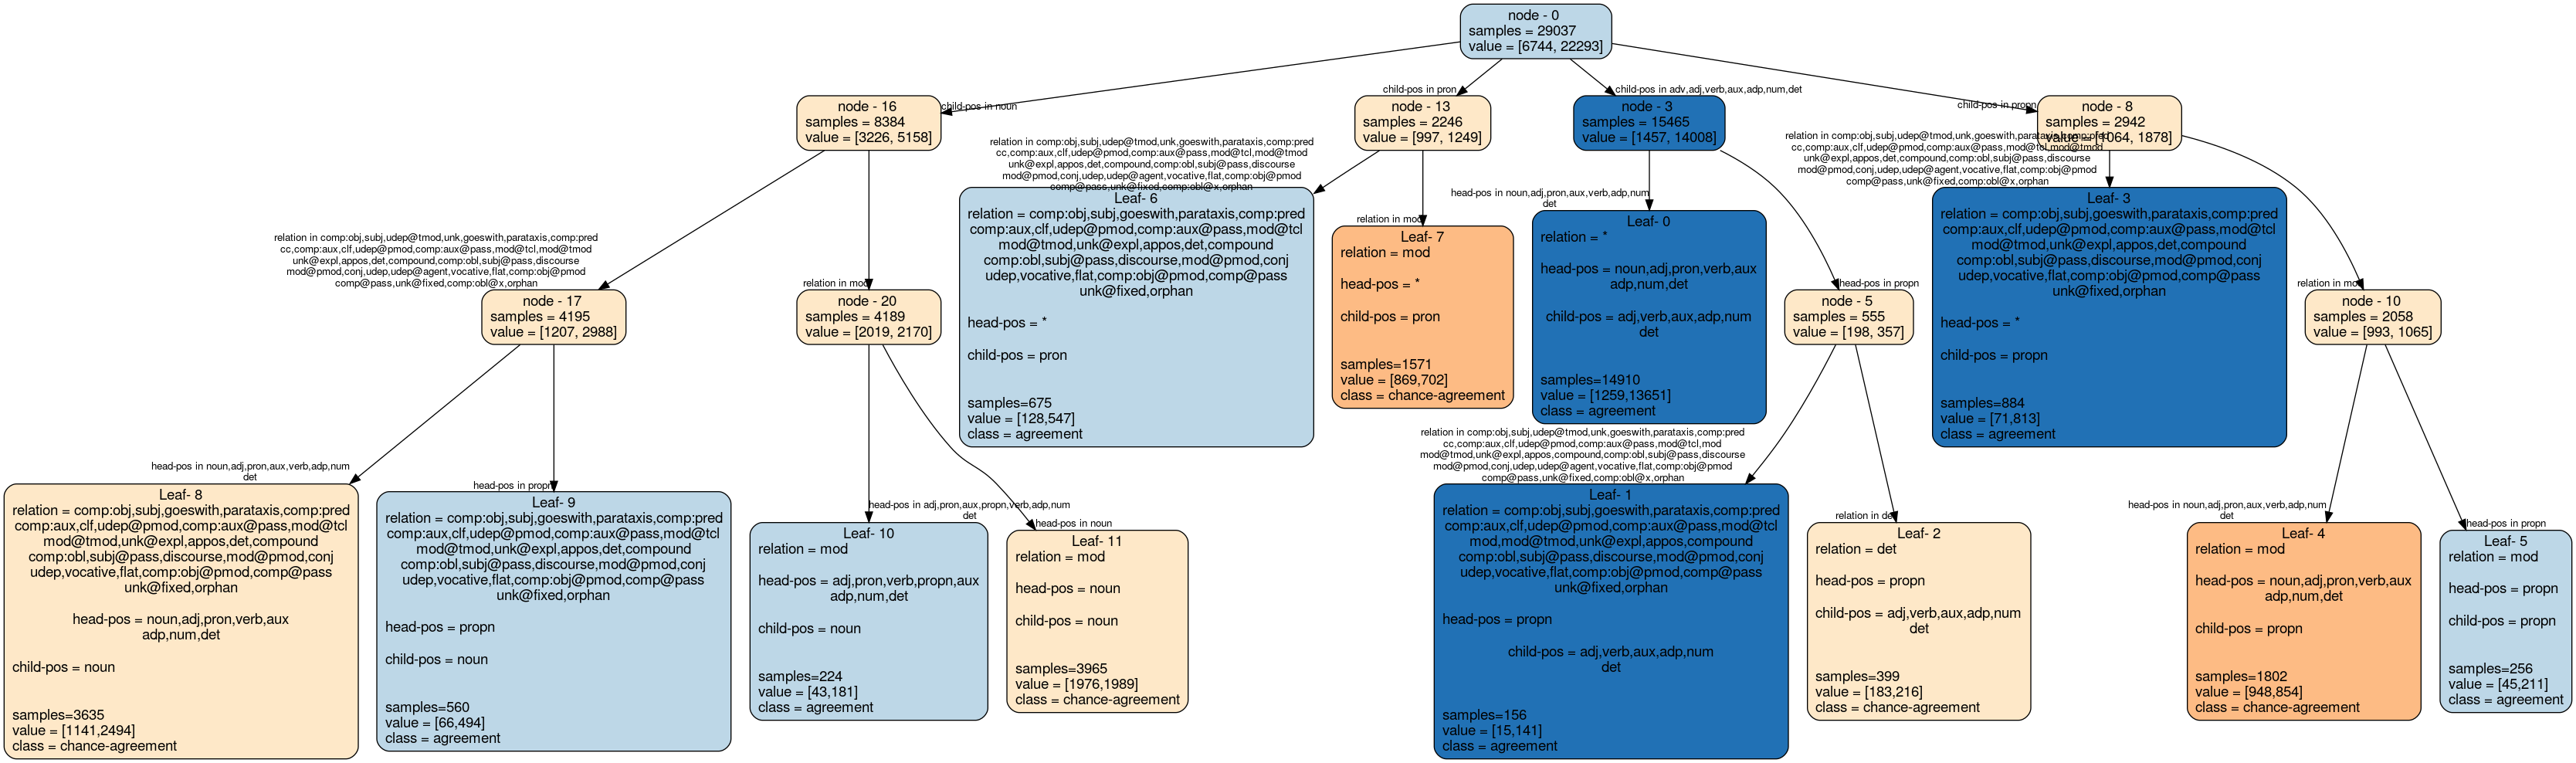 node - 0
samples = 29037
value = [6744, 22293]
child-pos in noun
child-pos in pron
child-pos in adv,adj,verb,aux,adp,num,det
child-pos in propn
node - 16
samples = 8384
value = [3226, 5158]
node - 13
samples = 2246
value = [997, 1249]
node - 3
samples = 15465
value = [1457, 14008]
node - 8
samples = 2942
value = [1064, 1878]
relation in comp:obj,subj,udep@tmod,unk,goeswith,parataxis,comp:pred
cc,comp:aux,clf,udep@pmod,comp:aux@pass,mod@tcl,mod@tmod
unk@expl,appos,det,compound,comp:obl,subj@pass,discourse
mod@pmod,conj,udep,udep@agent,vocative,flat,comp:obj@pmod
comp@pass,unk@fixed,comp:obl@x,orphan
relation in mod
node - 17
samples = 4195
value = [1207, 2988]
node - 20
samples = 4189
value = [2019, 2170]
relation in comp:obj,subj,udep@tmod,unk,goeswith,parataxis,comp:pred
cc,comp:aux,clf,udep@pmod,comp:aux@pass,mod@tcl,mod@tmod
unk@expl,appos,det,compound,comp:obl,subj@pass,discourse
mod@pmod,conj,udep,udep@agent,vocative,flat,comp:obj@pmod
comp@pass,unk@fixed,comp:obl@x,orphan
Leaf- 6
relation = comp:obj,subj,goeswith,parataxis,comp:pred
comp:aux,clf,udep@pmod,comp:aux@pass,mod@tcl
mod@tmod,unk@expl,appos,det,compound
comp:obl,subj@pass,discourse,mod@pmod,conj
udep,vocative,flat,comp:obj@pmod,comp@pass
unk@fixed,orphan
head-pos = *
child-pos = pron
samples=675
value = [128,547]
class = agreement
relation in mod
Leaf- 7
relation = mod
head-pos = *
child-pos = pron
samples=1571
value = [869,702]
class = chance-agreement
head-pos in noun,adj,pron,aux,verb,adp,num
det
Leaf- 0
relation = *
head-pos = noun,adj,pron,verb,aux
adp,num,det
child-pos = adj,verb,aux,adp,num
det
samples=14910
value = [1259,13651]
class = agreement
head-pos in propn
node - 5
samples = 555
value = [198, 357]
relation in comp:obj,subj,udep@tmod,unk,goeswith,parataxis,comp:pred
cc,comp:aux,clf,udep@pmod,comp:aux@pass,mod@tcl,mod@tmod
unk@expl,appos,det,compound,comp:obl,subj@pass,discourse
mod@pmod,conj,udep,udep@agent,vocative,flat,comp:obj@pmod
comp@pass,unk@fixed,comp:obl@x,orphan
Leaf- 3
relation = comp:obj,subj,goeswith,parataxis,comp:pred
comp:aux,clf,udep@pmod,comp:aux@pass,mod@tcl
mod@tmod,unk@expl,appos,det,compound
comp:obl,subj@pass,discourse,mod@pmod,conj
udep,vocative,flat,comp:obj@pmod,comp@pass
unk@fixed,orphan
head-pos = *
child-pos = propn
samples=884
value = [71,813]
class = agreement
relation in mod
node - 10
samples = 2058
value = [993, 1065]
head-pos in noun,adj,pron,aux,verb,adp,num
det
Leaf- 8
relation = comp:obj,subj,goeswith,parataxis,comp:pred
comp:aux,clf,udep@pmod,comp:aux@pass,mod@tcl
mod@tmod,unk@expl,appos,det,compound
comp:obl,subj@pass,discourse,mod@pmod,conj
udep,vocative,flat,comp:obj@pmod,comp@pass
unk@fixed,orphan
head-pos = noun,adj,pron,verb,aux
adp,num,det
child-pos = noun
samples=3635
value = [1141,2494]
class = chance-agreement
head-pos in propn
Leaf- 9
relation = comp:obj,subj,goeswith,parataxis,comp:pred
comp:aux,clf,udep@pmod,comp:aux@pass,mod@tcl
mod@tmod,unk@expl,appos,det,compound
comp:obl,subj@pass,discourse,mod@pmod,conj
udep,vocative,flat,comp:obj@pmod,comp@pass
unk@fixed,orphan
head-pos = propn
child-pos = noun
samples=560
value = [66,494]
class = agreement
head-pos in adj,pron,aux,propn,verb,adp,num
det
Leaf- 10
relation = mod
head-pos = adj,pron,verb,propn,aux
adp,num,det
child-pos = noun
samples=224
value = [43,181]
class = agreement
head-pos in noun
Leaf- 11
relation = mod
head-pos = noun
child-pos = noun
samples=3965
value = [1976,1989]
class = chance-agreement
relation in comp:obj,subj,udep@tmod,unk,goeswith,parataxis,comp:pred
cc,comp:aux,clf,udep@pmod,comp:aux@pass,mod@tcl,mod
mod@tmod,unk@expl,appos,compound,comp:obl,subj@pass,discourse
mod@pmod,conj,udep,udep@agent,vocative,flat,comp:obj@pmod
comp@pass,unk@fixed,comp:obl@x,orphan
Leaf- 1
relation = comp:obj,subj,goeswith,parataxis,comp:pred
comp:aux,clf,udep@pmod,comp:aux@pass,mod@tcl
mod,mod@tmod,unk@expl,appos,compound
comp:obl,subj@pass,discourse,mod@pmod,conj
udep,vocative,flat,comp:obj@pmod,comp@pass
unk@fixed,orphan
head-pos = propn
child-pos = adj,verb,aux,adp,num
det
samples=156
value = [15,141]
class = agreement
relation in det
Leaf- 2
relation = det
head-pos = propn
child-pos = adj,verb,aux,adp,num
det
samples=399
value = [183,216]
class = chance-agreement
head-pos in noun,adj,pron,aux,verb,adp,num
det
Leaf- 4
relation = mod
head-pos = noun,adj,pron,verb,aux
adp,num,det
child-pos = propn
samples=1802
value = [948,854]
class = chance-agreement
head-pos in propn
Leaf- 5
relation = mod
head-pos = propn
child-pos = propn
samples=256
value = [45,211]
class = agreement